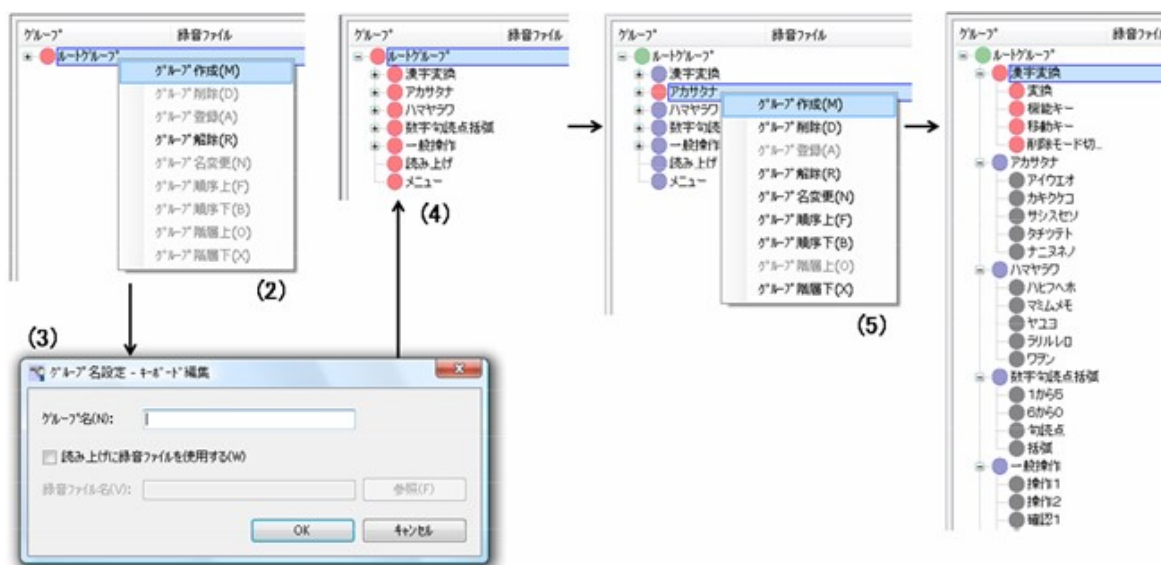 グループ 録音ファイル
ルートグループ
グループ作成(M)
グループ削除(D)
グループ登録(A)
グループ解除(R)
グループ名変更(N)
グループ順序上(F)
グループ順序下(B)
グループ階層上(O)
グループ階層下(X)
(2)
(3)
グループ名設定 - キーボード編集
グループ名(N):
読み上げに録音ファイルを使用する(W)
録音ファイル名(V):
参照(F)
OK
キャンセル
グループ 録音ファイル
ルートグループ
漢字変換
アカサタナ
ハマヤラワ
数字句読点括弧
一般操作
読み上げ
メニュー
(4)
グループ 録音ファイル
ルートグループ
漢字変換
アカサタナ
ハマヤラワ
数字句読
一般操作
読み上げ
メニュー
グループ作成(M)
グループ削除(D)
グループ登録(A)
グループ解除(R)
グループ名変更(N)
グループ順序上(F)
グループ順序下(B)
グループ階層上(O)
グループ階層下(X)
(5)
グループ 録音ファ
ルートグループ
漢字変換
変換
機能キー
移動キー
削除モード切...
アカサタナ
アイウエオ
カキクケコ
サシスセソ
タチツテト
ナニヌネノ
ハマヤラワ
ハヒフヘホ
マミムメモ
ヤユヨ
ラリルレロ
ワヲン
数字句読点括弧
1から5
6から0
句読点
括弧
一般操作
操作1
操作2
確認1